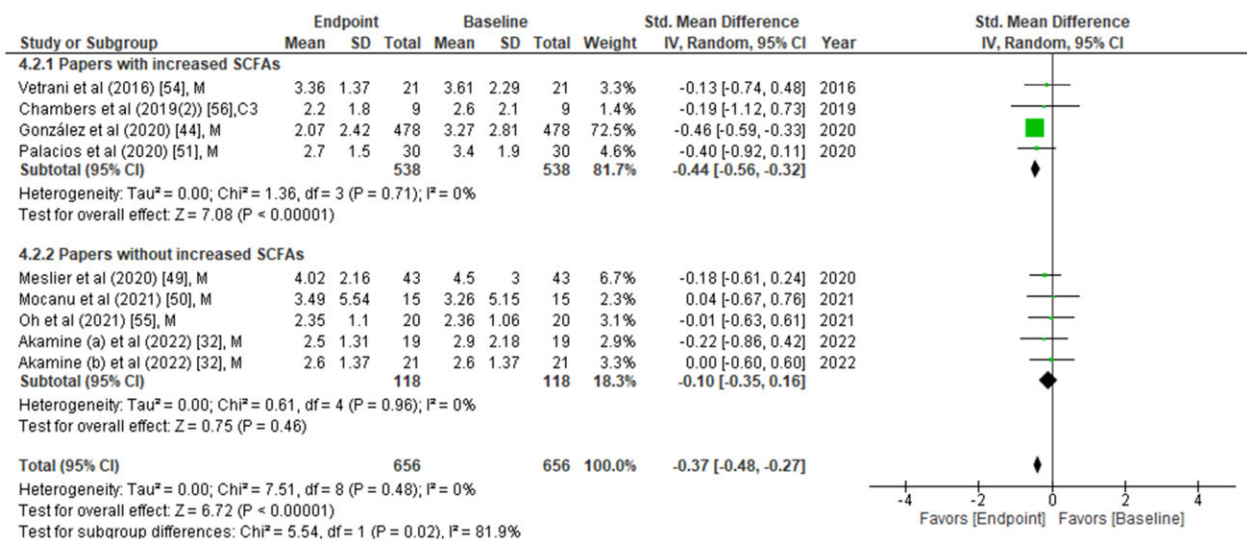 Endpoint Baseline Std. Mean Difference Std. Mean Difference
Study or Subgroup Mean SD Total Mean SD Total Weight IV, Random, 95% CI Year IV, Random, 95% CI
4.2.1 Papers with increased SCFAs
Vetrani et al (2016) [54], M 3.36 1.37 21 3.61 2.29 21 3.3% -0.13 [-0.74, 0.48] 2016
Chambers et al (2019(2)) [56],C3 2.2 1.8 9 2.6 2.1 9 1.4% -0.19 [-1.12, 0.73] 2019
González et al (2020) [44], M 2.07 2.42 478 3.27 2.81 478 72.5% -0.46 [-0.59, -0.33] 2020
Palacios et al (2020) [51], M 2.7 1.5 30 3.4 1.9 30 4.6% -0.40 [-0.92, 0.11] 2020
Subtotal (95% CI) 538 538 81.7% -0.44 [-0.56, -0.32]
Heterogeneity: Tau² = 0.00; Chi² = 1.36, df = 3 (P = 0.71); I² = 0%
Test for overall effect: Z = 7.08 (P < 0.00001)
4.2.2 Papers without increased SCFAs
Meslier et al (2020) [49], M 4.02 2.16 43 4.5 3 43 6.7% -0.18 [-0.61, 0.24] 2020
Mocanu et al (2021) [50], M 3.49 5.54 15 3.26 5.15 15 2.3% 0.04 [-0.67, 0.76] 2021
Oh et al (2021) [55], M 2.35 1.1 20 2.36 1.06 20 3.1% -0.01 [-0.63, 0.61] 2021
Akamine (a) et al (2022) [32], M 2.5 1.31 19 2.9 2.18 19 2.9% -0.22 [-0.86, 0.42] 2022
Akamine (b) et al (2022) [32], M 2.6 1.37 21 2.6 1.37 21 3.3% 0.00 [-0.60, 0.60] 2022
Subtotal (95% CI) 118 118 18.3% -0.10 [-0.35, 0.16]
Heterogeneity: Tau² = 0.00; Chi² = 0.61, df = 4 (P = 0.96); I² = 0%
Test for overall effect: Z = 0.75 (P = 0.46)
Total (95% CI) 656 656 100.0% -0.37 [-0.48, -0.27]
Heterogeneity: Tau² = 0.00; Chi² = 7.51, df = 8 (P = 0.48); I² = 0%
Test for overall effect: Z = 6.72 (P < 0.00001)
Test for subgroup differences: Chi² = 5.54, df = 1 (P = 0.02), I² = 81.9%
-4 -2 0 2 4
Favors [Endpoint] Favors [Baseline]